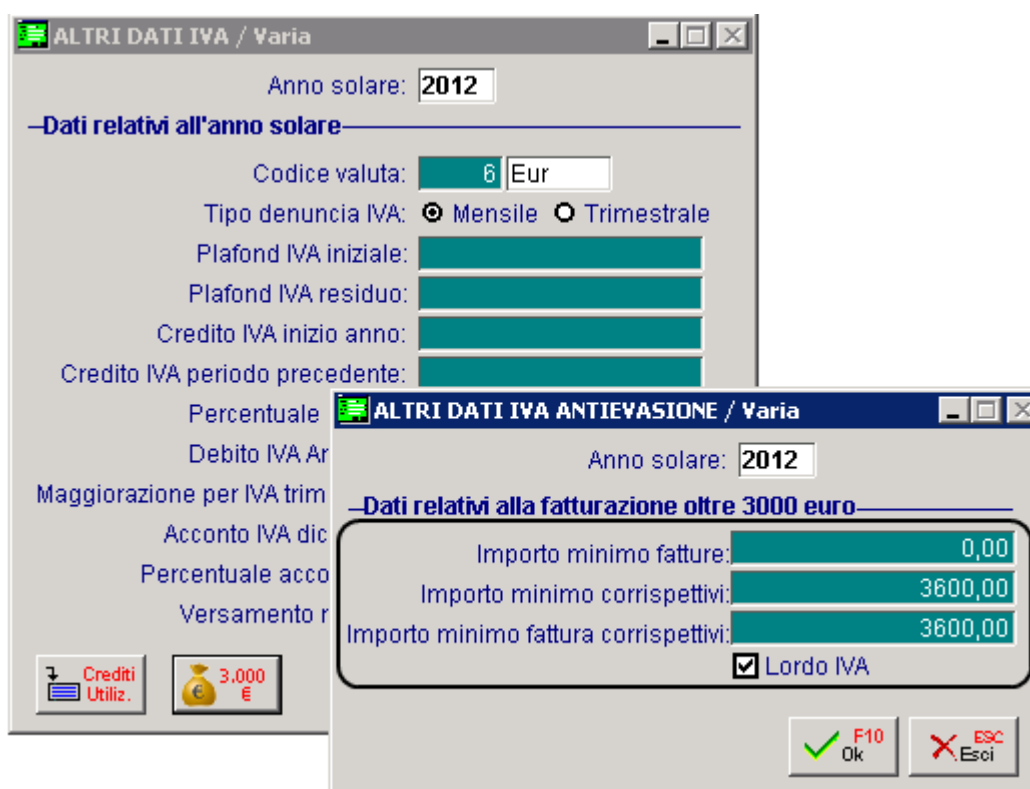 ALTRI DATI IVA / Varia
Anno solare: 2012
Dati relativi all'anno solare
Codice valuta: 6 Eur
Tipo denuncia IVA: Mensile Trimestrale
Plafond IVA iniziale:
Plafond IVA residuo:
Credito IVA inizio anno:
Credito IVA periodo precedente:
Percentuale
Debito IVA Ar
Maggiorazione per IVA trim
Acconto IVA dic
Percentuale acco
Versamento r
Crediti
Utiliz.
3.000
€
ALTRI DATI IVA ANTIEVASIONE / Varia
Anno solare: 2012
Dati relativi alla fatturazione oltre 3000 euro
Importo minimo fatture: 0,00
Importo minimo corrispettivi: 3600,00
Importo minimo fattura corrispettivi: 3600,00
Lordo IVA
F10
Ok
ESC
Esci